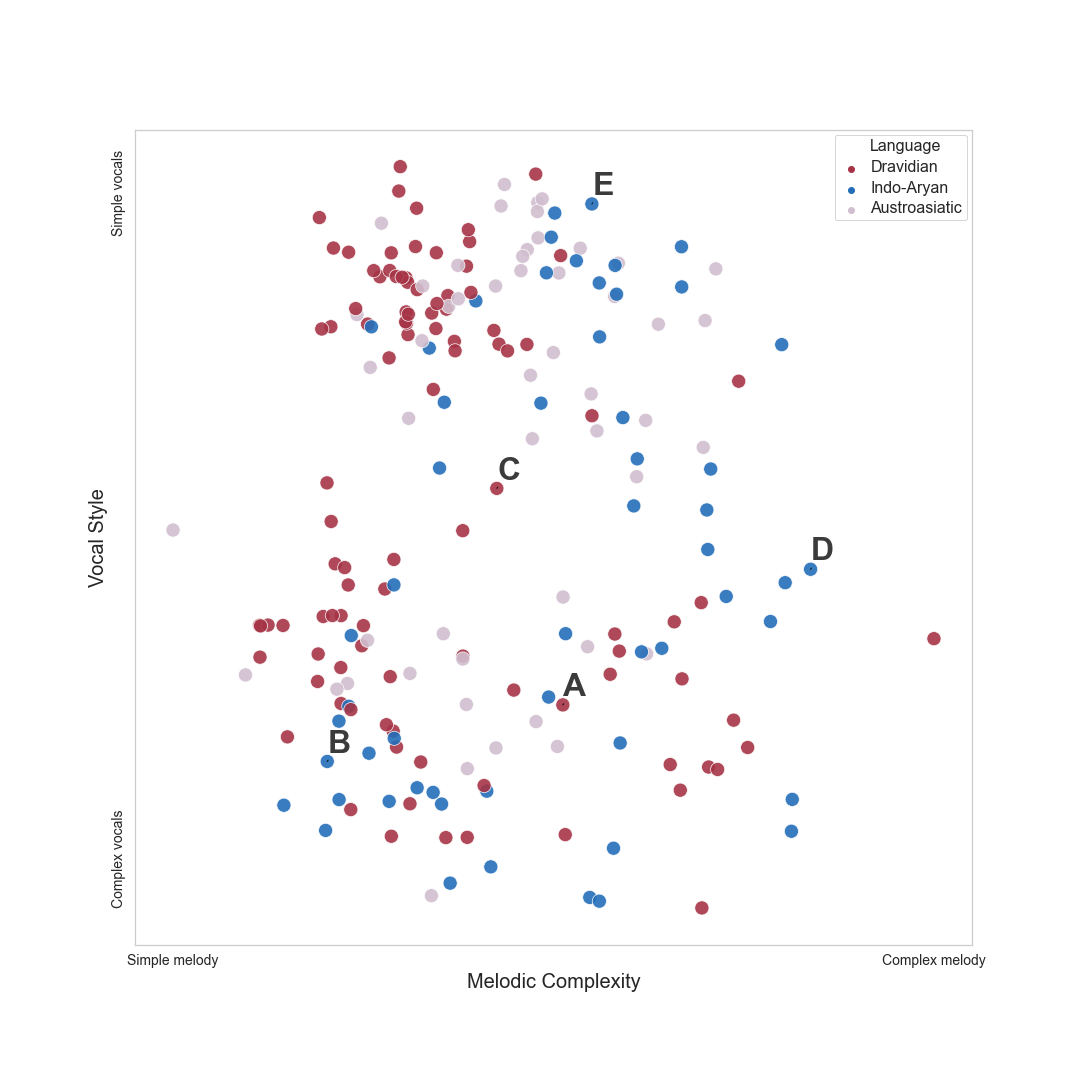 Language
Dravidian
Indo-Aryan
Austroasiatic
Simple vocals
E
C
D
A
B
Vocal Style
Complex vocals
Simple melody
Complex melody
Melodic Complexity